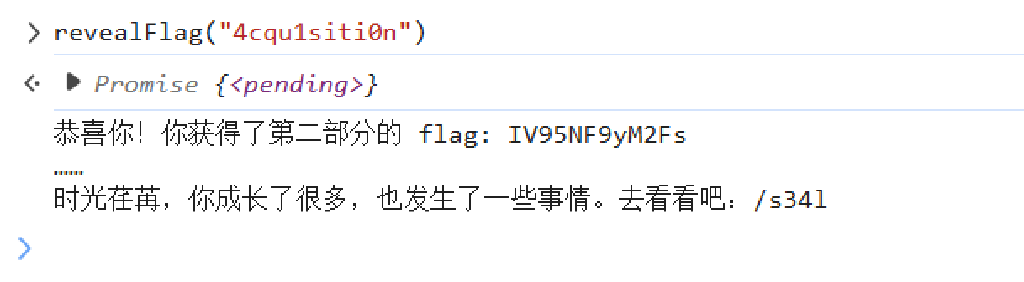 revealFlag("4cqu1siti0n")
Promise {<pending>}
恭喜你！你获得了第二部分的 flag: IV95NF9yM2Fs
……
时光荏苒，你成长了很多，也发生了一些事情。去看看吧：/s34l